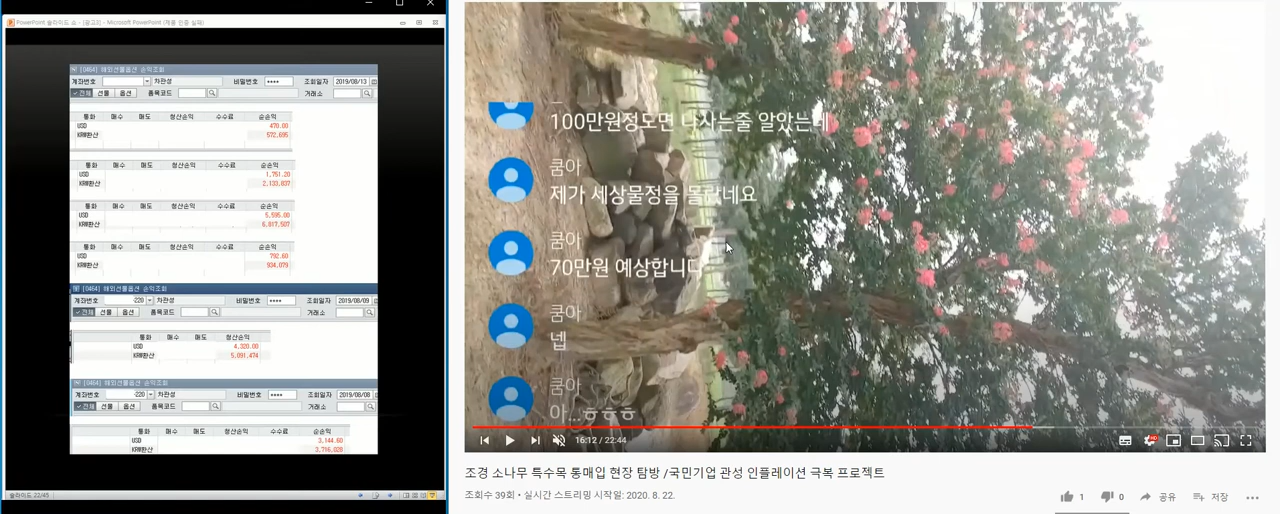 PowerPoint 슬라이드 쇼 - [광고3] - Microsoft PowerPoint (제품 인증 실패)
[0464] 해외선물옵션 손익조회
계좌번호 차관성 비밀번호 **** 조회일자 2019/08/13
전체 선물 옵션 품목코드 거래소
통화 매수 매도 청산손익 수수료 순손익
USD 470.00
KRW환산 572,695
통화 매수 매도 청산손익 수수료 순손익
USD 1,751.20
KRW환산 2,133,837
통화 매수 매도 청산손익 수수료 순손익
USD 5,595.00
KRW환산 6,817,507
통화 매수 매도 청산손익 수수료 순손익
USD 792.60
KRW환산 934,079
[0464] 해외선물옵션 손익조회
계좌번호 -220 차관성 비밀번호 **** 조회일자 2019/08/09
전체 선물 옵션 품목코드 거래소
통화 매수 매도 청산손익
USD 4,320.00
KRW환산 5,091,474
[0464] 해외선물옵션 손익조회
계좌번호 -220 차관성 비밀번호 **** 조회일자 2019/08/08
전체 선물 옵션 품목코드 거래소
통화 매수 매도 청산손익 수수료 순손익
USD 3,144.60
KRW환산 3,716,028
슬라이드 22/45
100만원정도면 다사는줄 알았는데
쿰아
제가 세상물정을 몰랐네요
쿰아
70만원 예상합니다
쿰아
넵
쿰아
아...ㅎㅎㅎ
16:12 / 22:44
HD
조경 소나무 특수목 통매입 현장 탐방 /국민기업 관성 인플레이션 극복 프로젝트
조회수 39회 • 실시간 스트리밍 시작일: 2020. 8. 22.
1 0 공유 저장